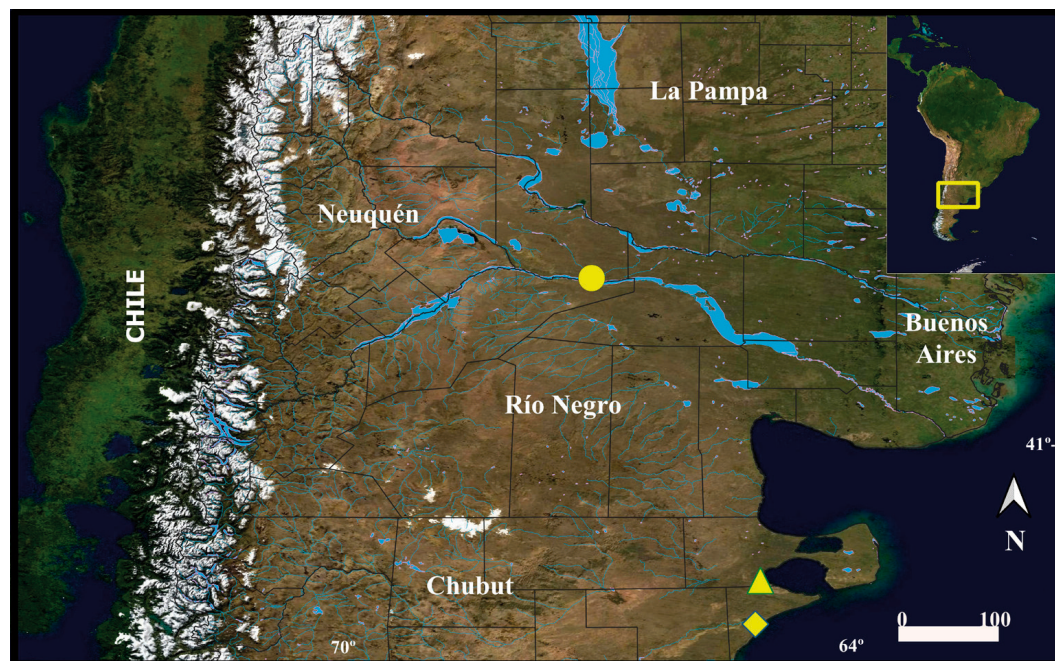 La Pampa
Neuquén
CHILE
Buenos
Aires
Río Negro
41º-
N
Chubut
0 100
70º
64º